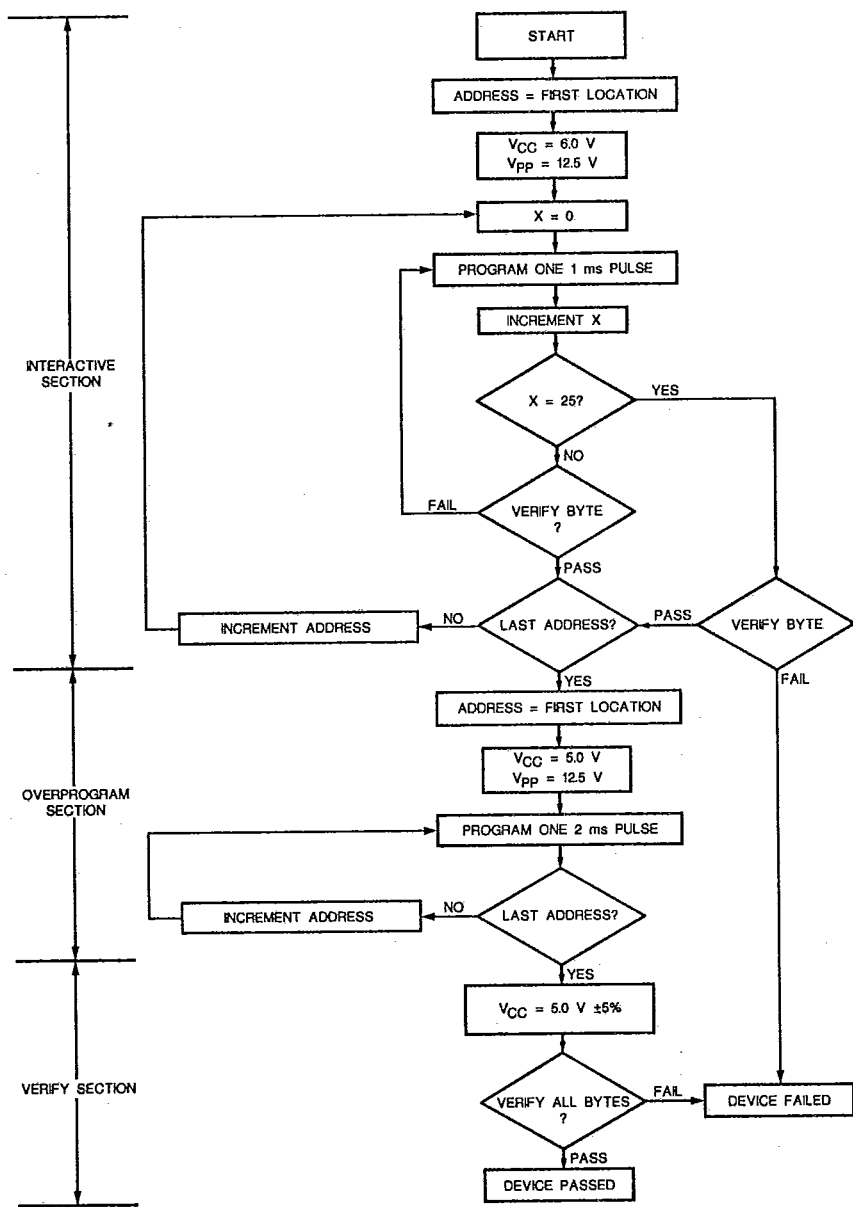 START
ADDRESS = FIRST LOCATION
VCC = 6.0 V
VPP = 12.5 V
X = 0
PROGRAM ONE 1 ms PULSE
INCREMENT X
INTERACTIVE
SECTION
X = 25?
YES
NO
FAIL
VERIFY BYTE
?
PASS
INCREMENT ADDRESS
NO
LAST ADDRESS?
PASS
VERIFY BYTE
YES
FAIL
ADDRESS = FIRST LOCATION
VCC = 5.0 V
VPP = 12.5 V
OVERPROGRAM
SECTION
PROGRAM ONE 2 ms PULSE
INCREMENT ADDRESS
NO
LAST ADDRESS?
YES
VCC = 5.0 V ±5%
VERIFY SECTION
VERIFY ALL BYTES
?
FAIL
DEVICE FAILED
PASS
DEVICE PASSED